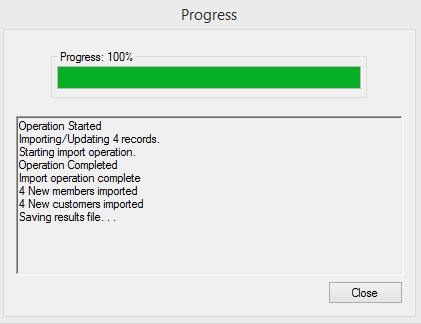 Progress
Progress: 100%
Operation Started
Importing/Updating 4 records.
Starting import operation.
Operation Completed
Import operation complete
4 New members imported
4 New customers imported
Saving results file. . .
Close